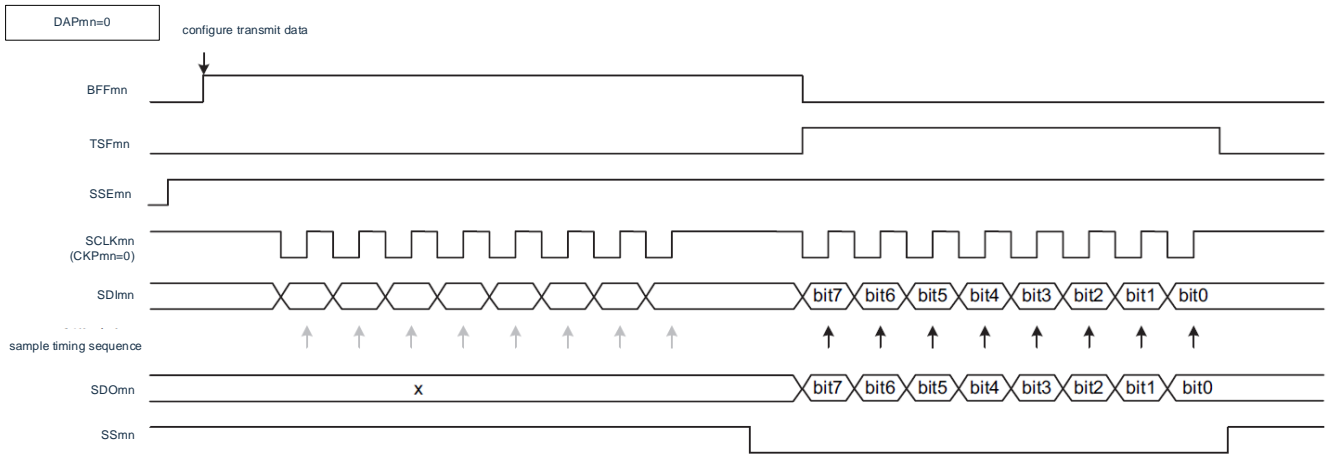 DAPmn=0
configure transmit data
BFFmn
TSFmn
SSEmn
SCLKmn
(CKPmn=0)
SDImn
bit7 bit6 bit5 bit4 bit3 bit2 bit1 bit0
sample timing sequence
SDOmn
x
bit7 bit6 bit5 bit4 bit3 bit2 bit1 bit0
SSmn